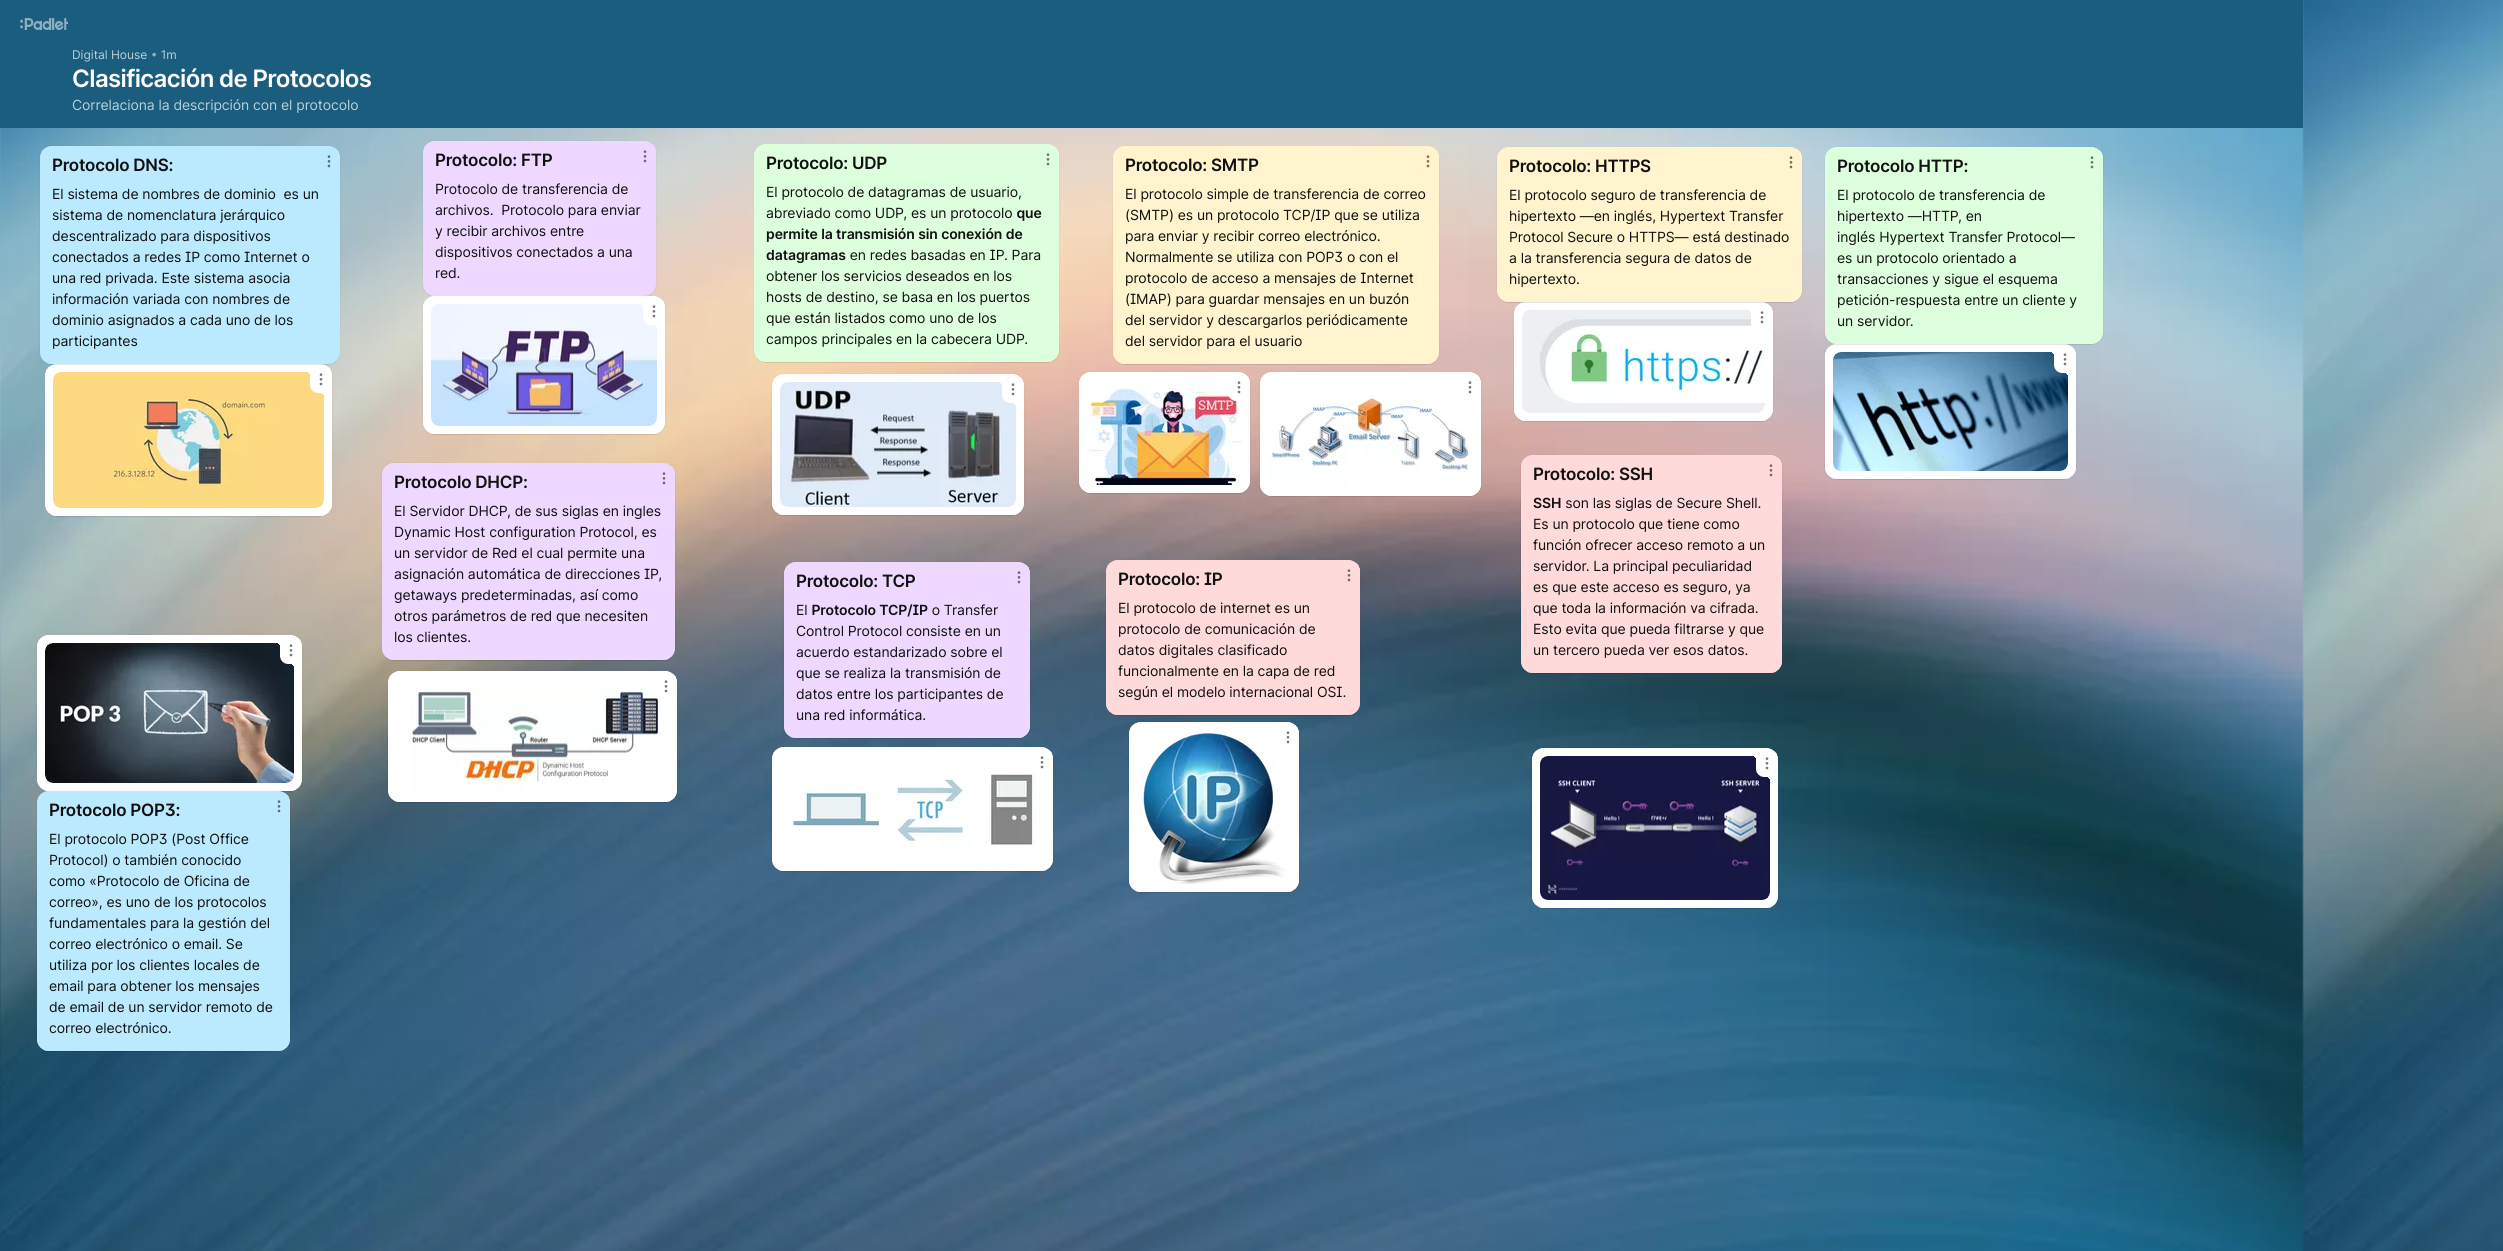 :Padlet
Digital House • 1m
Clasificación de Protocolos
Correlaciona la descripción con el protocolo
Protocolo DNS:
El sistema de nombres de dominio  es un
sistema de nomenclatura jerárquico
descentralizado para dispositivos
conectados a redes IP como Internet o
una red privada. Este sistema asocia
información variada con nombres de
dominio asignados a cada uno de los
participantes
domain.com
216.3.128.12
POP 3
Protocolo POP3:
El protocolo POP3 (Post Office
Protocol) o también conocido
como «Protocolo de Oficina de
correo», es uno de los protocolos
fundamentales para la gestión del
correo electrónico o email. Se
utiliza por los clientes locales de
email para obtener los mensajes
de email de un servidor remoto de
correo electrónico.
Protocolo: FTP
Protocolo de transferencia de
archivos.  Protocolo para enviar
y recibir archivos entre
dispositivos conectados a una
red.
FTP
Protocolo DHCP:
El Servidor DHCP, de sus siglas en ingles
Dynamic Host configuration Protocol, es
un servidor de Red el cual permite una
asignación automática de direcciones IP,
getaways predeterminadas, así como
otros parámetros de red que necesiten
los clientes.
DHCP Client
Router
DHCP Server
DHCP
Dynamic Host
Configuration Protocol
Protocolo: UDP
El protocolo de datagramas de usuario,
abreviado como UDP, es un protocolo que
permite la transmisión sin conexión de
datagramas en redes basadas en IP. Para
obtener los servicios deseados en los
hosts de destino, se basa en los puertos
que están listados como uno de los
campos principales en la cabecera UDP.
UDP
Request
Response
Response
Client
Server
Protocolo: TCP
El Protocolo TCP/IP o Transfer
Control Protocol consiste en un
acuerdo estandarizado sobre el
que se realiza la transmisión de
datos entre los participantes de
una red informática.
TCP
Protocolo: SMTP
El protocolo simple de transferencia de correo
(SMTP) es un protocolo TCP/IP que se utiliza
para enviar y recibir correo electrónico.
Normalmente se utiliza con POP3 o con el
protocolo de acceso a mensajes de Internet
(IMAP) para guardar mensajes en un buzón
del servidor y descargarlos periódicamente
del servidor para el usuario
SMTP
IMAP
IMAP
IMAP
IMAP
Email Server
SmartPhone
Desktop PC
Tablet
Desktop PC
Protocolo: IP
El protocolo de internet es un
protocolo de comunicación de
datos digitales clasificado
funcionalmente en la capa de red
según el modelo internacional OSI.
IP
Protocolo: HTTPS
El protocolo seguro de transferencia de
hipertexto —en inglés, Hypertext Transfer
Protocol Secure o HTTPS— está destinado
a la transferencia segura de datos de
hipertexto.
https://
Protocolo: SSH
SSH son las siglas de Secure Shell.
Es un protocolo que tiene como
función ofrecer acceso remoto a un
servidor. La principal peculiaridad
es que este acceso es seguro, ya
que toda la información va cifrada.
Esto evita que pueda filtrarse y que
un tercero pueda ver esos datos.
SSH CLIENT
SSH SERVER
Hello !
Hello !
Protocolo HTTP:
El protocolo de transferencia de
hipertexto —HTTP, en
inglés Hypertext Transfer Protocol—
es un protocolo orientado a
transacciones y sigue el esquema
petición-respuesta entre un cliente y
un servidor.
http://www